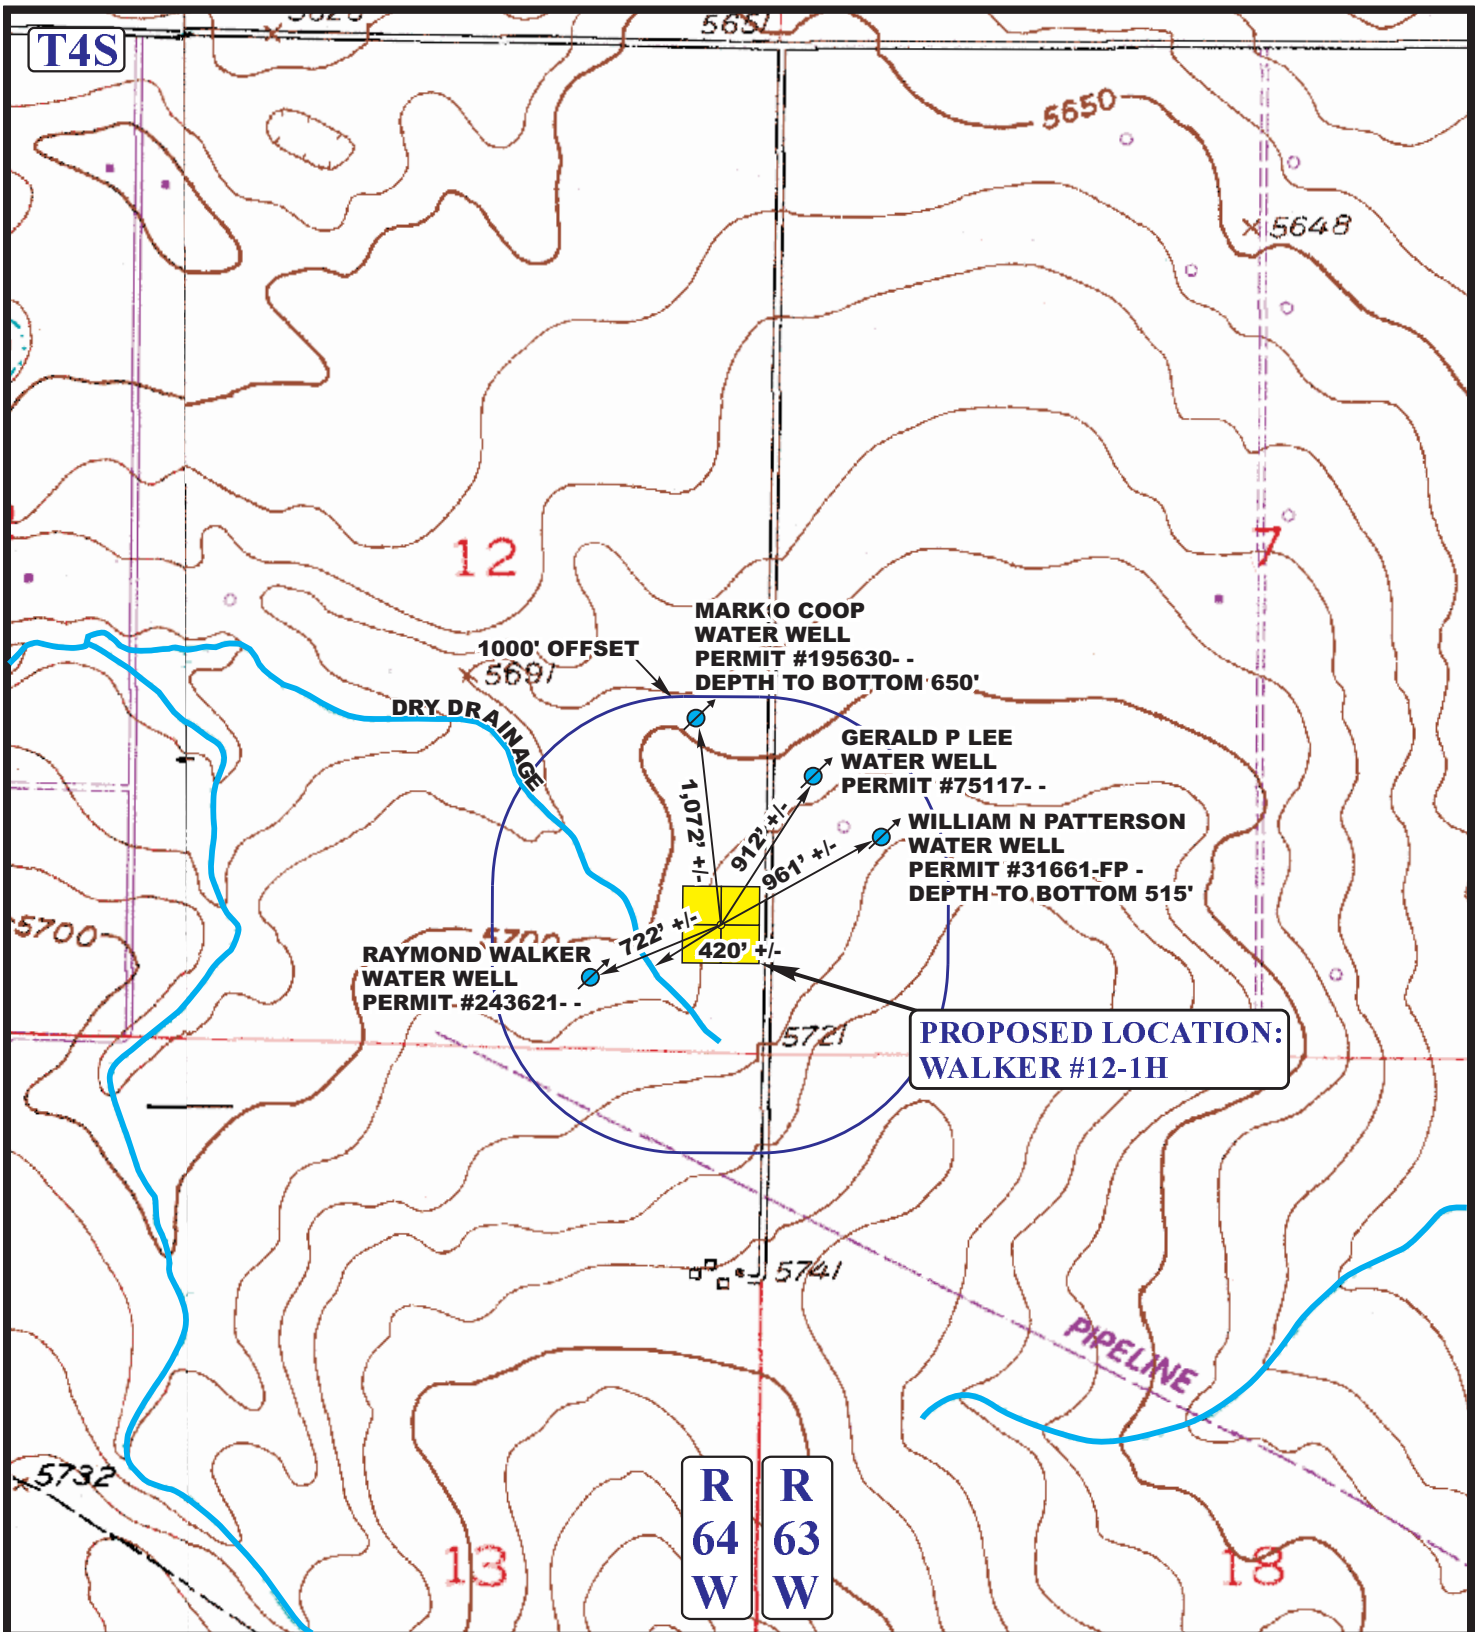 5651
T4S
5650
5648
12
7
MARK O COOP
WATER WELL
PERMIT #195630- -
DEPTH TO BOTTOM 650'
1000' OFFSET
5691
DRY DRAINAGE
GERALD P LEE
WATER WELL
PERMIT #75117- -
1,072' +/-
912' +/-
961' +/-
WILLIAM N PATTERSON
WATER WELL
PERMIT #31661-FP -
DEPTH TO BOTTOM 515'
5700
5700
722' +/-
420' +/-
RAYMOND WALKER
WATER WELL
PERMIT #243621- -
5721
PROPOSED LOCATION:
WALKER #12-1H
5741
PIPELINE
5732
R
64
W
R
63
W
13
18